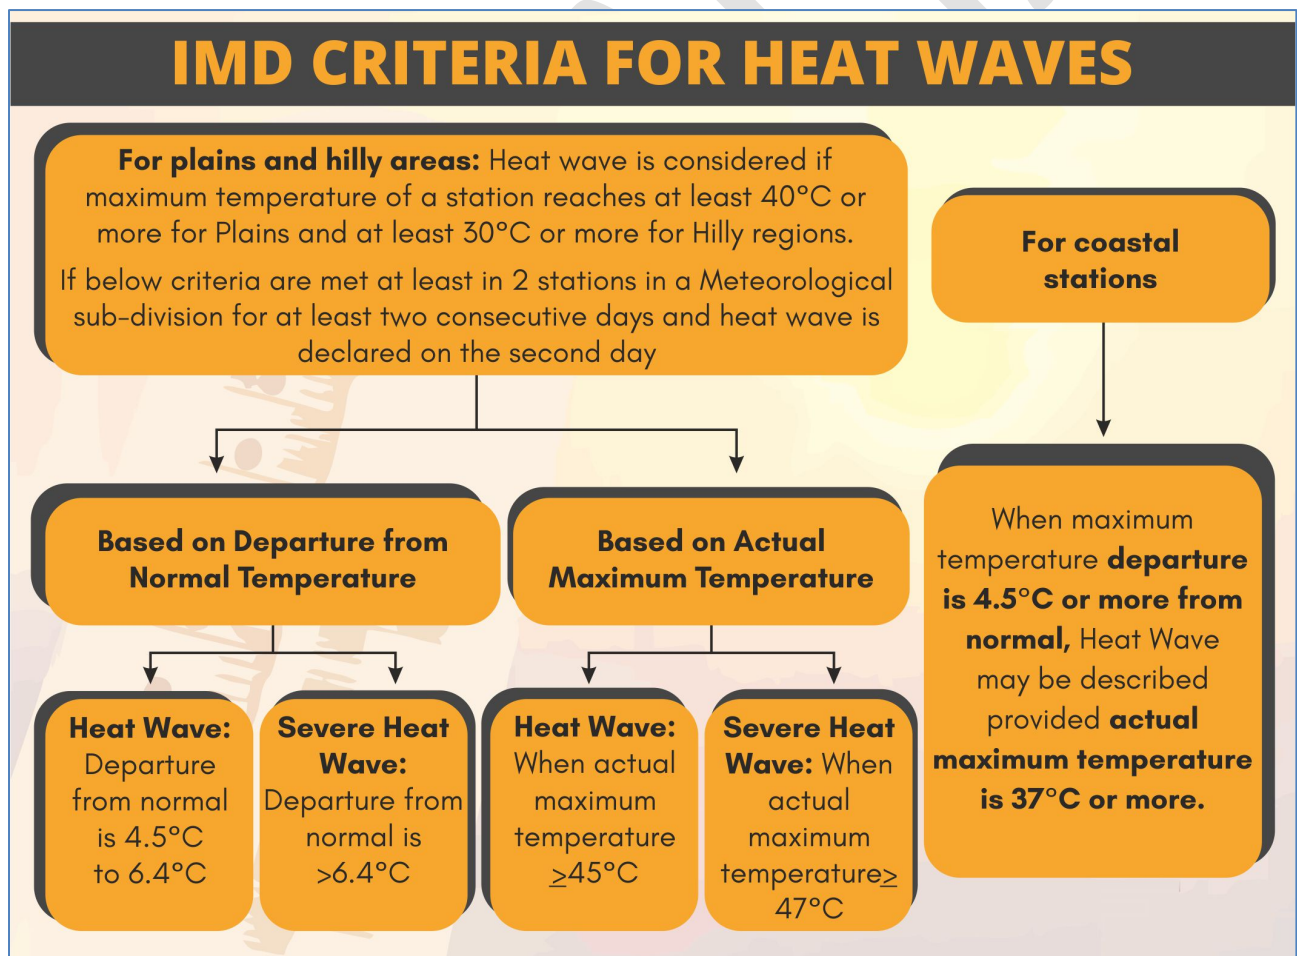 IMD CRITERIA FOR HEAT WAVES
For plains and hilly areas: Heat wave is considered if
maximum temperature of a station reaches at least 40°C or
more for Plains and at least 30°C or more for Hilly regions.
If below criteria are met at least in 2 stations in a Meteorological
sub-division for at least two consecutive days and heat wave is
declared on the second day
For coastal
stations
Based on Departure from
Normal Temperature
Based on Actual
Maximum Temperature
When maximum
temperature departure
is 4.5°C or more from
normal, Heat Wave
may be described
provided actual
maximum temperature
is 37°C or more.
Heat Wave:
Departure
from normal
is 4.5°C
to 6.4°C
Severe Heat
Wave:
Departure from
normal is
>6.4°C
Heat Wave:
When actual
maximum
temperature
≥45°C
Severe Heat
Wave: When
actual
maximum
temperature≥
47°C